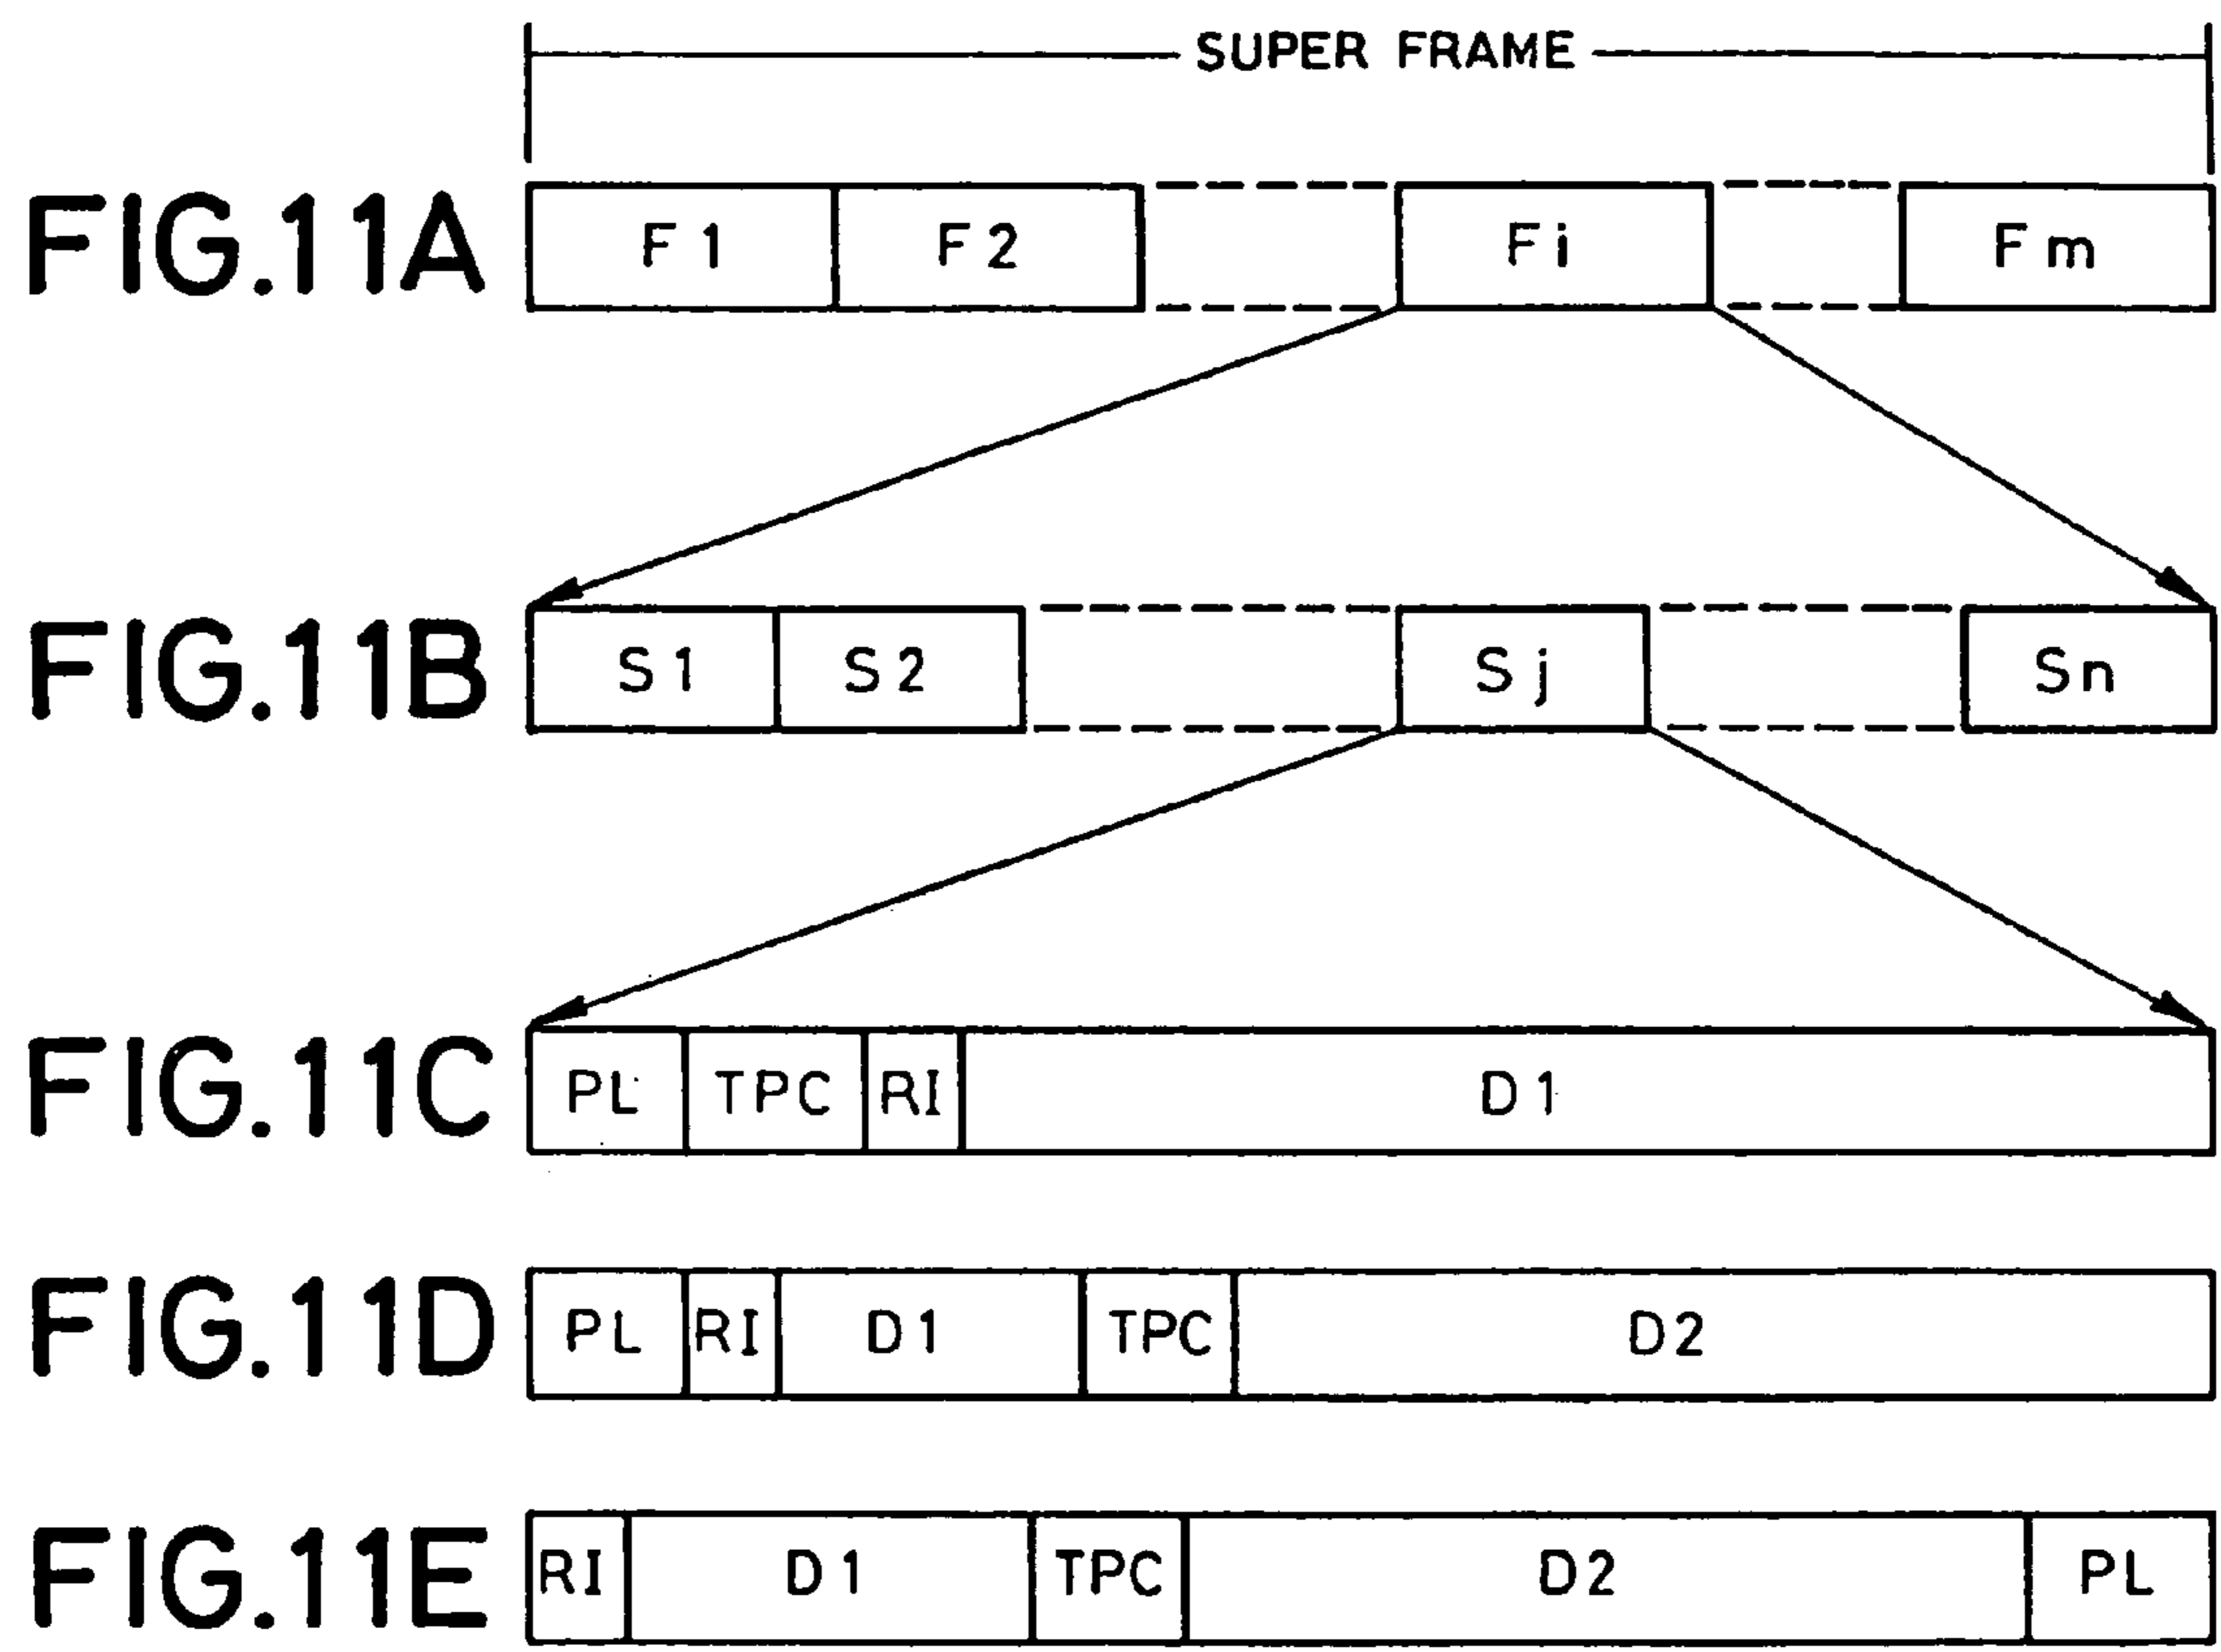 SUPER FRAME
FIG.11A F1 F2 Fi Fm
FIG.11B S1 S2 Sj Sn
FIG.11C PL TPC RI D1
FIG.11D PL RI D1 TPC D2
FIG.11E RI D1 TPC D2 PL